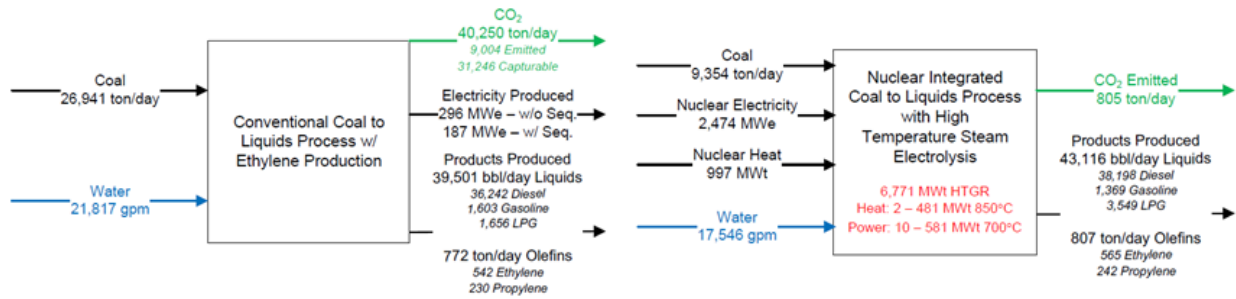 CO₂
40,250 ton/day
9,004 Emitted
31,246 Capturable
Coal
26,941 ton/day
Conventional Coal to
Liquids Process w/
Ethylene Production
Electricity Produced
296 MWe – w/o Seq.
187 MWe – w/ Seq.
Products Produced
39,501 bbl/day Liquids
36,242 Diesel
1,603 Gasoline
1,656 LPG
Water
21,817 gpm
772 ton/day Olefins
542 Ethylene
230 Propylene
Coal
9,354 ton/day
Nuclear Electricity
2,474 MWe
Nuclear Heat
997 MWt
Water
17,546 gpm
Nuclear Integrated
Coal to Liquids Process
with High
Temperature Steam
Electrolysis
6,771 MWt HTGR
Heat: 2 – 481 MWt 850°C
Power: 10 – 581 MWt 700°C
CO₂ Emitted
805 ton/day
Products Produced
43,116 bbl/day Liquids
38,198 Diesel
1,369 Gasoline
3,549 LPG
807 ton/day Olefins
565 Ethylene
242 Propylene